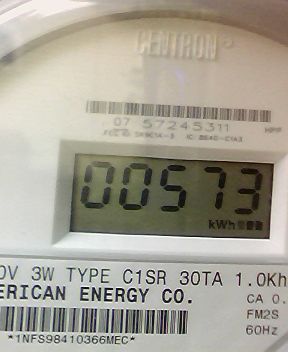 CENTRON®
07 57245311
00573
kWh
0V 3W TYPE C1SR 30TA 1.0Kh
ERICAN ENERGY CO.
CA 0.
FM2S
60Hz
*1NFS98410366MEC*